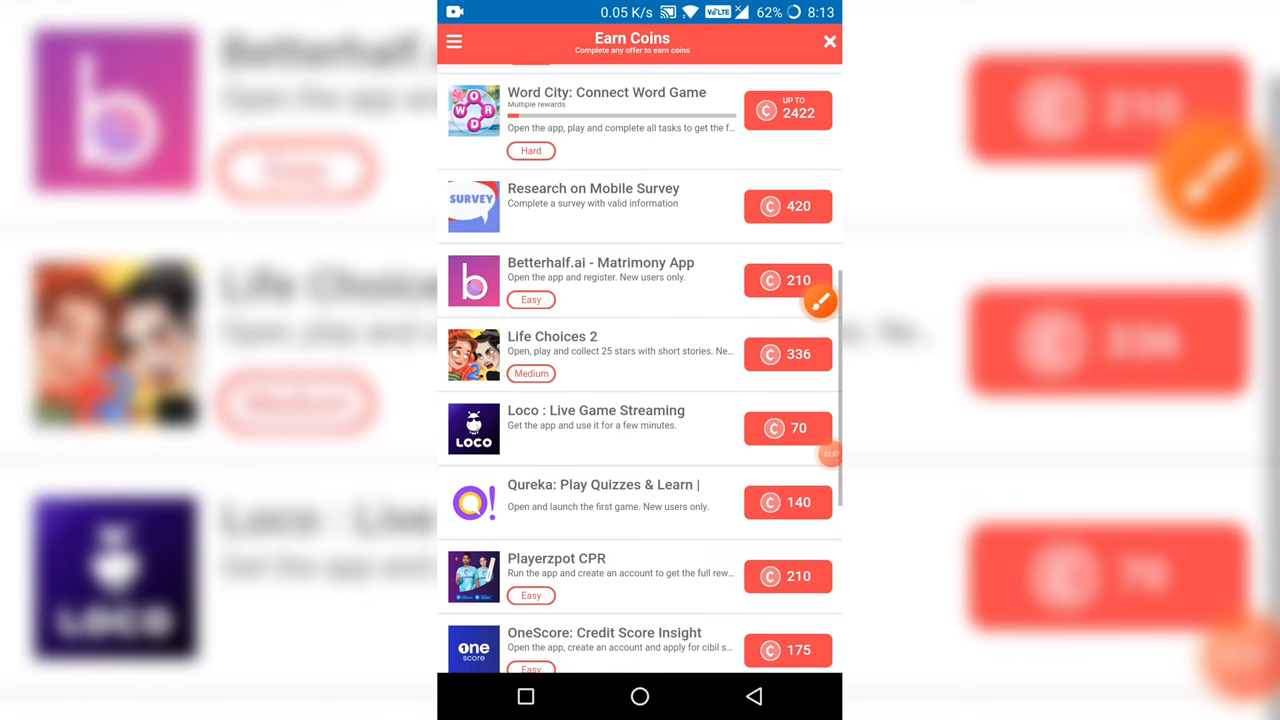 0.05 K/s VoLTE 62% 8:13
Earn Coins
Complete any offer to earn coins
Word City: Connect Word Game
Multiple rewards
Open the app, play and complete all tasks to get the f...
Hard
UP TO
2422
WORD
Research on Mobile Survey
Complete a survey with valid information
420
SURVEY
Betterhalf.ai - Matrimony App
Open the app and register. New users only.
Easy
210
b
Life Choices 2
Open, play and collect 25 stars with short stories. Ne...
Medium
336
2
Loco : Live Game Streaming
Get the app and use it for a few minutes.
70
LOCO
02:07
Qureka: Play Quizzes & Learn |
Open and launch the first game. New users only.
140
Q!
Playerzpot CPR
Run the app and create an account to get the full rew...
Easy
210
OneScore: Credit Score Insight
Open the app, create an account and apply for cibil s...
Easy
175
one
score